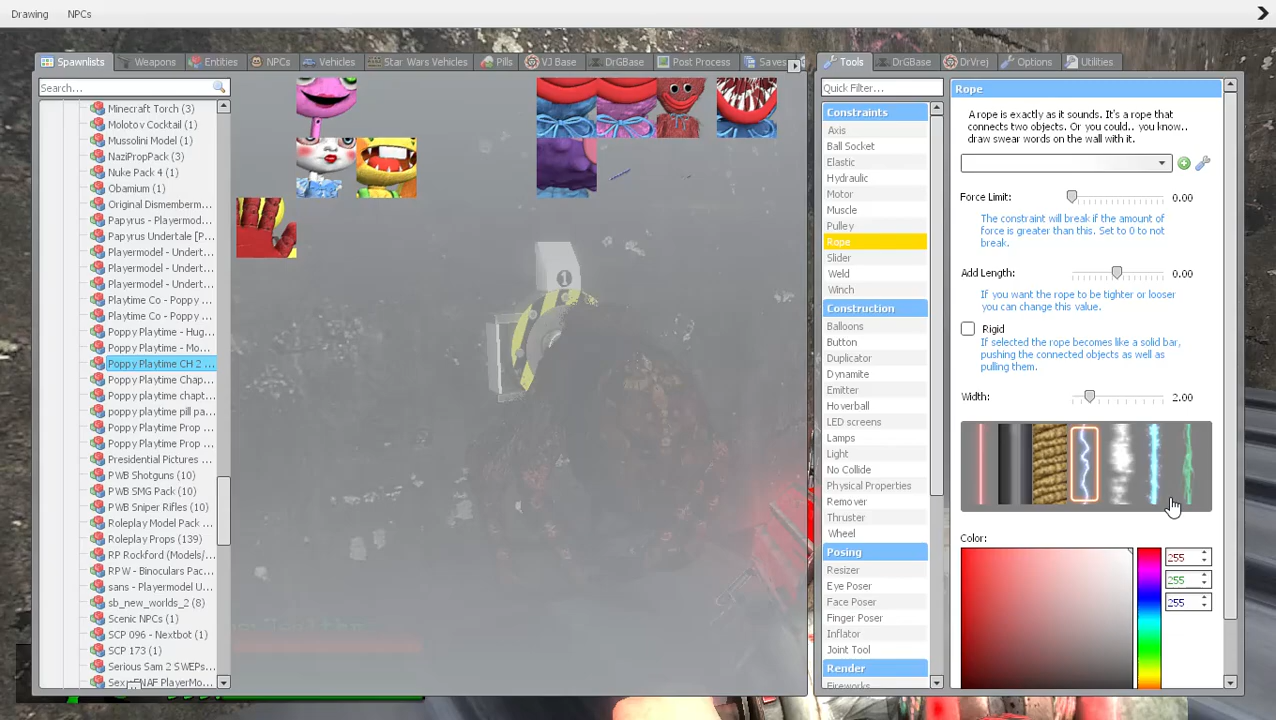 Drawing NPCs
Spawnlists Weapons Entities NPCs Vehicles Star Wars Vehicles Pills VJ Base DrGBase Post Process Saves
Search...
Minecraft Torch (3)
Molotov Cocktail (1)
Mussolini Model (1)
NaziPropPack (3)
Nuke Pack 4 (1)
Obamium (1)
Original Dismemberm...
Papyrus - Playermod...
Papyrus Undertale [P...
Playermodel - Undert...
Playermodel - Undert...
Playermodel - Undert...
Playtime Co - Poppy ...
Playtime Co - Poppy ...
Poppy Playtime - Hug...
Poppy Playtime - Mo...
Poppy Playtime CH 2 ...
Poppy Playtime Chap...
Poppy Playtime chapt...
poppy playtime pill pa...
Poppy Playtime Prop ...
Poppy Playtime Prop ...
Presidential Pictures ...
PWB Shotguns (10)
PWB SMG Pack (10)
PWB Sniper Rifles (10)
Roleplay Model Pack ...
Roleplay Props (139)
RP Rockford (Models/...
RPW - Binoculars Pac...
sans - Playermodel U...
sb_new_worlds_2 (8)
Scenic NPCs (1)
SCP 096 - Nextbot (1)
SCP 173 (1)
Serious Sam 2 SWEPs...
1
Tools DrGBase DrVrej Options Utilities
Quick Filter...
Constraints
Axis
Ball Socket
Elastic
Hydraulic
Motor
Muscle
Pulley
Rope
Slider
Weld
Winch
Construction
Balloons
Button
Duplicator
Dynamite
Emitter
Hoverball
LED screens
Lamps
Light
No Collide
Physical Properties
Remover
Thruster
Wheel
Posing
Resizer
Eye Poser
Face Poser
Finger Poser
Inflator
Joint Tool
Render
Fireworks
Rope
A rope is exactly as it sounds. It's a rope
that connects two objects. Or you could.. you know..
draw swear words on the wall with it.
Force Limit: 0.00
The constraint will break if the amount of
force is greater than this. Set to 0 to not
break.
Add Length: 0.00
If you want the rope to be tighter or looser
you can change this value.
Rigid
If selected the rope becomes like a solid bar,
pushing the connected objects as well as
pulling them.
Width: 2.00
Color:
255
255
255